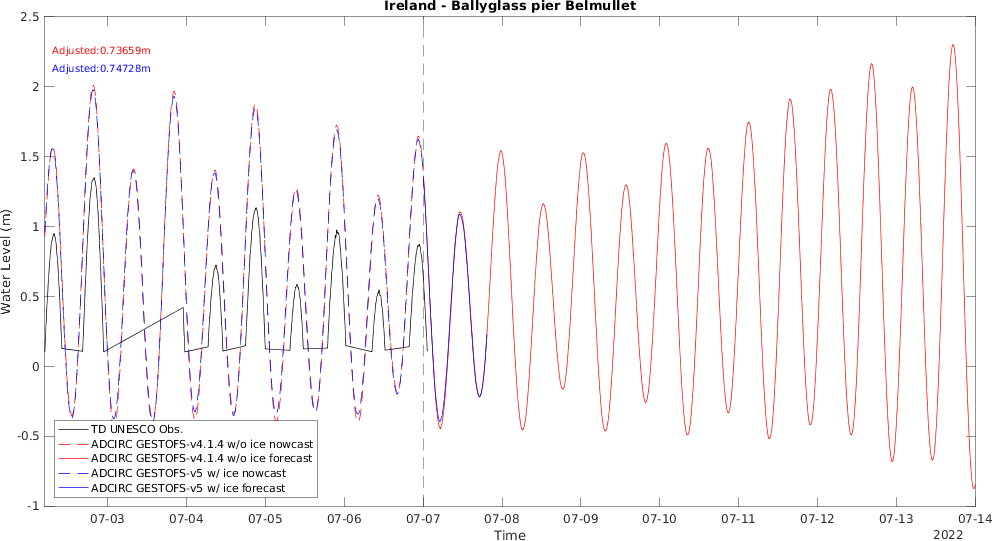 Ireland - Ballyglass pier Belmullet
2.5
Adjusted:0.73659m
Adjusted:0.74728m
2
1.5
1
0.5
0
-0.5
-1
Water Level (m)
TD UNESCO Obs.
ADCIRC GESTOFS-v4.1.4 w/o ice nowcast
ADCIRC GESTOFS-v4.1.4 w/o ice forecast
ADCIRC GESTOFS-v5 w/ ice nowcast
ADCIRC GESTOFS-v5 w/ ice forecast
07-03 07-04 07-05 07-06 07-07 07-08 07-09 07-10 07-11 07-12 07-13 07-14
Time
2022